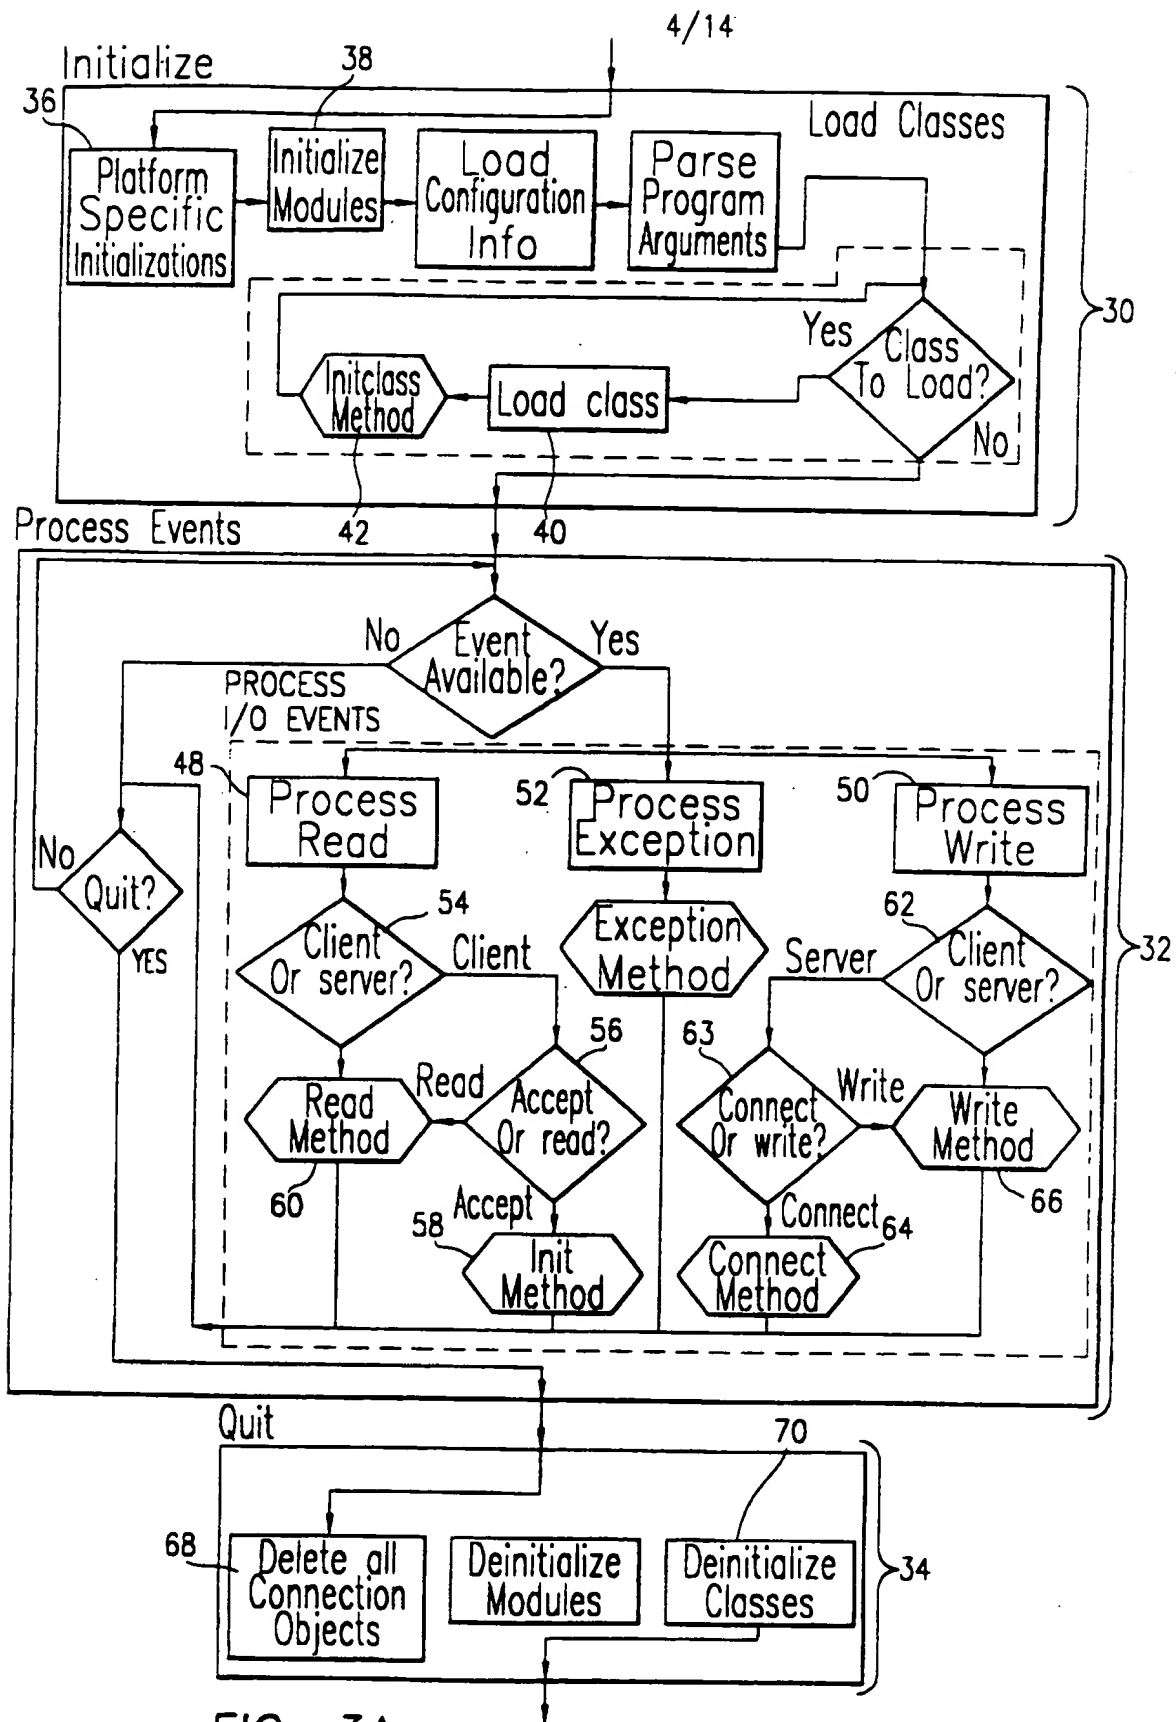 4/14
Initialize
38
36
Load Classes
Platform
Specific
Initializations
Initialize
Modules
Load
Configuration
Info
Parse
Program
Arguments
30
Yes
Class
To Load?
No
Initclass
Method
Load class
42
40
Process Events
No
Event
Available?
Yes
PROCESS
I/O EVENTS
48
Process
Read
52
Process
Exception
50
Process
Write
No
Quit?
YES
54
Client
Or server?
Client
Exception
Method
62
Server
Client
Or server?
32
56
63
Read
Method
Read
Accept
Or read?
Connect
Or write?
Write
Write
Method
60
66
Accept
58
Init
Method
Connect
64
Connect
Method
Quit
70
68
Delete all
Connection
Objects
Deinitialize
Modules
Deinitialize
Classes
34
FIG. 3A